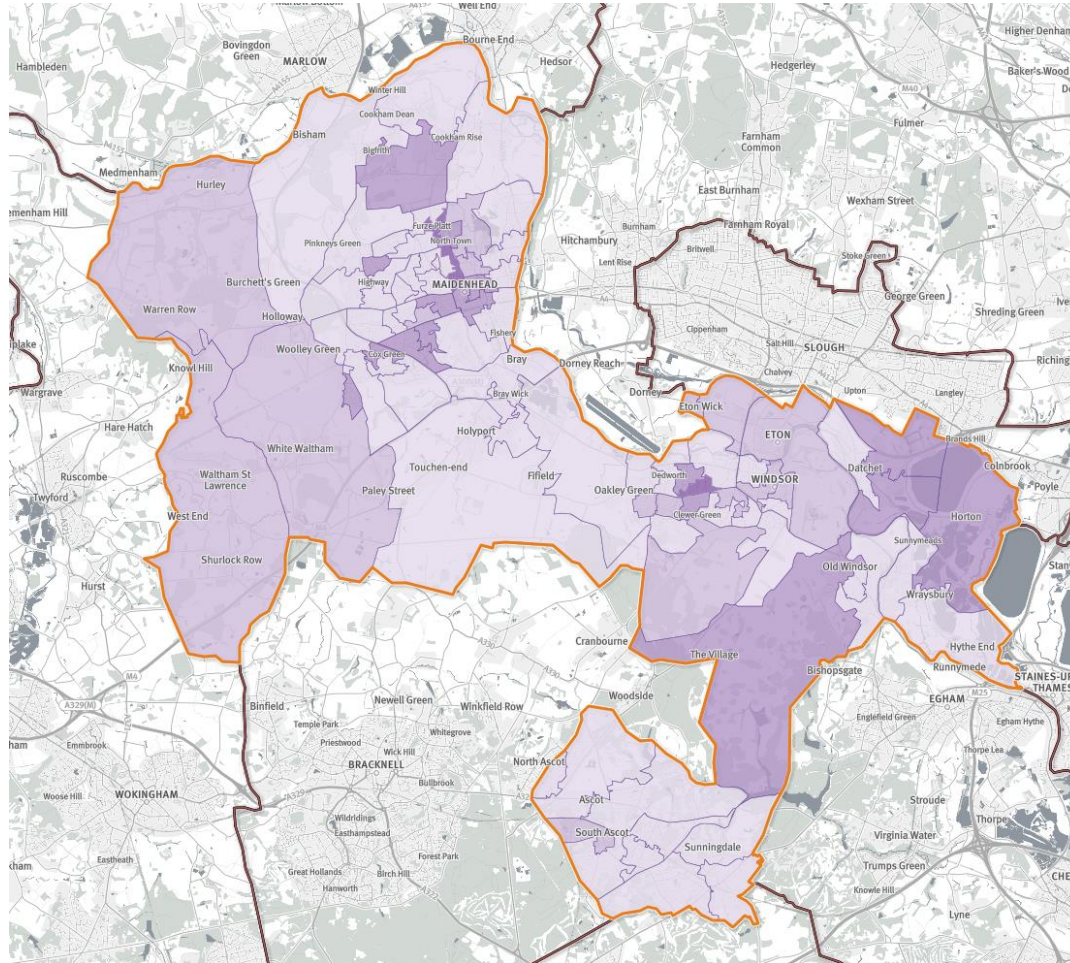 MARLOW BOTTOM
Well End
Bourne End
Hambleden
Bovingdon
Green
MARLOW
Hedsor
Hedgerley
Higher Denham
Baker's Wood
M40
Fulmer
Winter Hill
Cookham Dean
Cookham Rise
Bisham
Bigfrith
Farnham
Common
A4155
Medmenham
Hurley
East Burnham
Wexham Street
Furze Platt
North Town
Pinkneys Green
Hitchambury
Burnham
Farnham Royal
Britwell
Lent Rise
Stoke Green
Burchett's Green
Highway
MAIDENHEAD
A4
George Green
Warren Row
Holloway
Shreding Green
Fishery
Cippenham
Salt Hill
SLOUGH
Woolley Green
Cox Green
Bray
Dorney Reach
Chalvey
Knowl Hill
Upton
Langley
Wargrave
Bray Wick
Dorney
Eton Wick
Hare Hatch
Holyport
ETON
Brands Hill
White Waltham
Ruscombe
Waltham St
Lawrence
Touchen-end
Fifield
Oakley Green
Dedworth
WINDSOR
Datchet
Colnbrook
Poyle
Twyford
Paley Street
West End
Clewer Green
Horton
Sunnymeads
Shurlock Row
Old Windsor
Hurst
Wraysbury
Cranbourne
The Village
Hythe End
Bishopsgate
Runnymede
A330
M4
A329(M)
Binfield
Newell Green
Woodside
EGHAM
M25
Temple Park
Winkfield Row
Englefield Green
Egham Hythe
Emmbrook
Priestwood
Whitegrove
Wick Hill
North Ascot
Thorpe Lea
BRACKNELL
Bullbrook
Woose Hill
WOKINGHAM
A329
Ascot
Stroude
Wildridings
Thorpe
Easthampstead
South Ascot
Virginia Water
Eastheath
Forest Park
Sunningdale
Great Hollands
Birch Hill
Trumps Green
Hanworth
Knowle Hill
Lyne